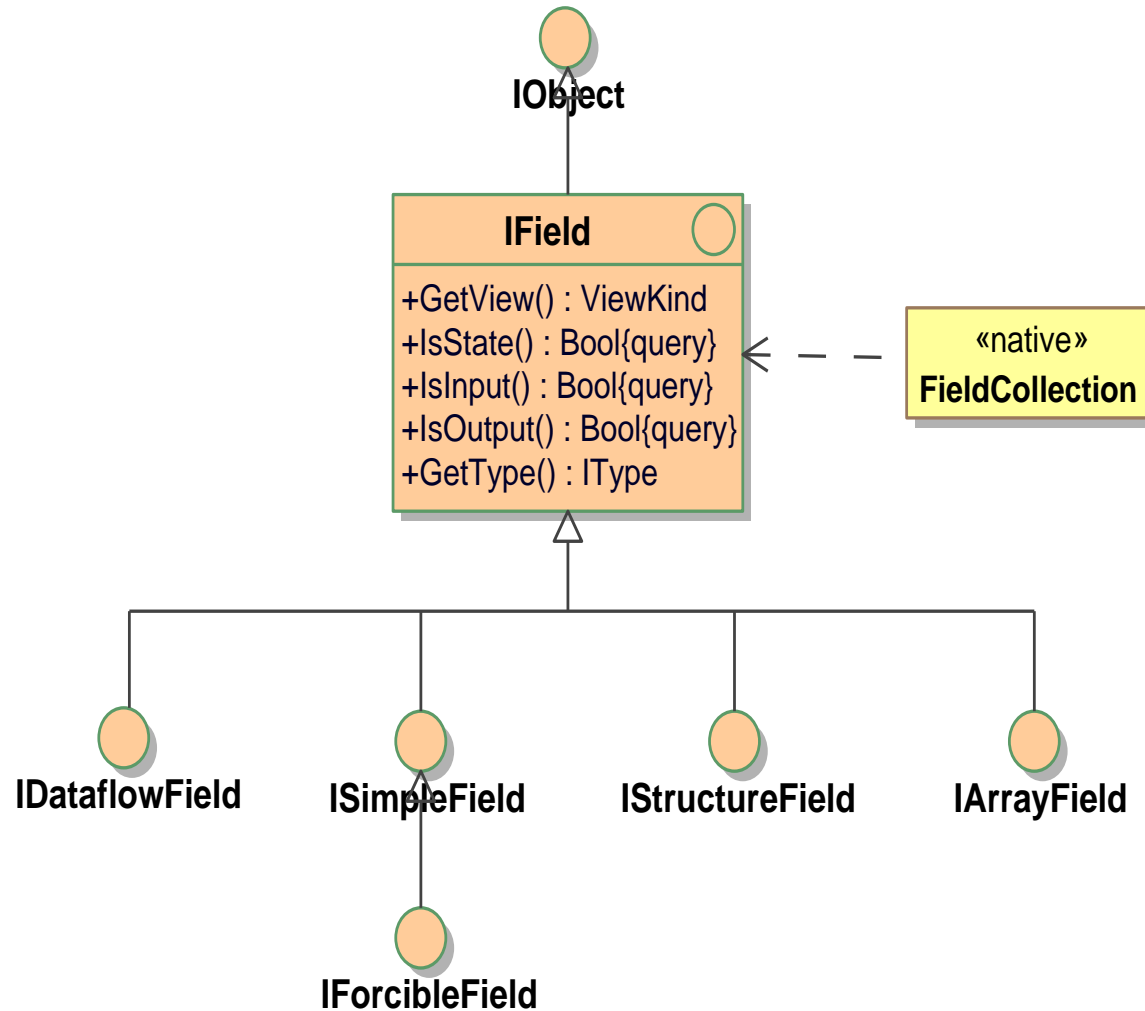 IObject
IField
+GetView() : ViewKind
+IsState() : Bool{query}
+IsInput() : Bool{query}
+IsOutput() : Bool{query}
+GetType() : IType
«native»
FieldCollection
IDataflowField
ISimpleField
IStructureField
IArrayField
IForcibleField